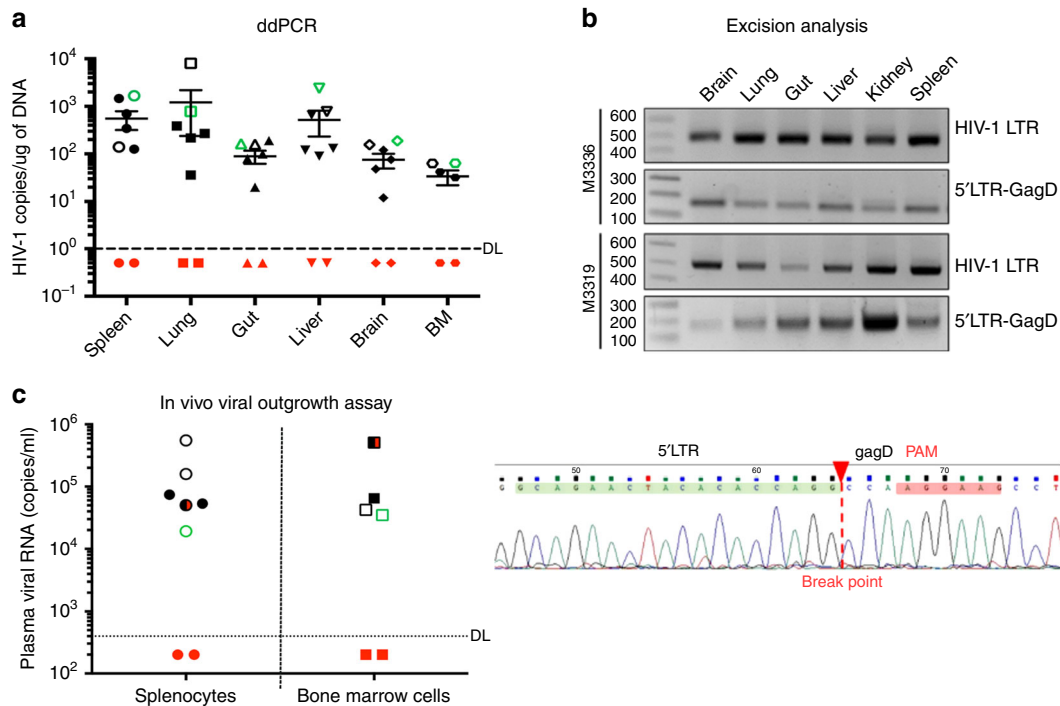 a
ddPCR
HIV-1 copies/ug of DNA
10⁴
10³
10²
10¹
10⁰
10⁻¹
DL
Spleen
Lung
Gut
Liver
Brain
BM
b
Excision analysis
Brain
Lung
Gut
Liver
Kidney
Spleen
M3336
600
500
400
HIV-1 LTR
300
200
100
5′LTR-GagD
M3319
600
500
400
HIV-1 LTR
300
200
100
5′LTR-GagD
c
In vivo viral outgrowth assay
Plasma viral RNA (copies/ml)
10⁶
10⁵
10⁴
10³
10²
DL
Splenocytes
Bone marrow cells
5′LTR
gagD
PAM
50
60
70
G G C A G A A C T A C A C A C C A G G C C A A G G A A G C C T
Break point